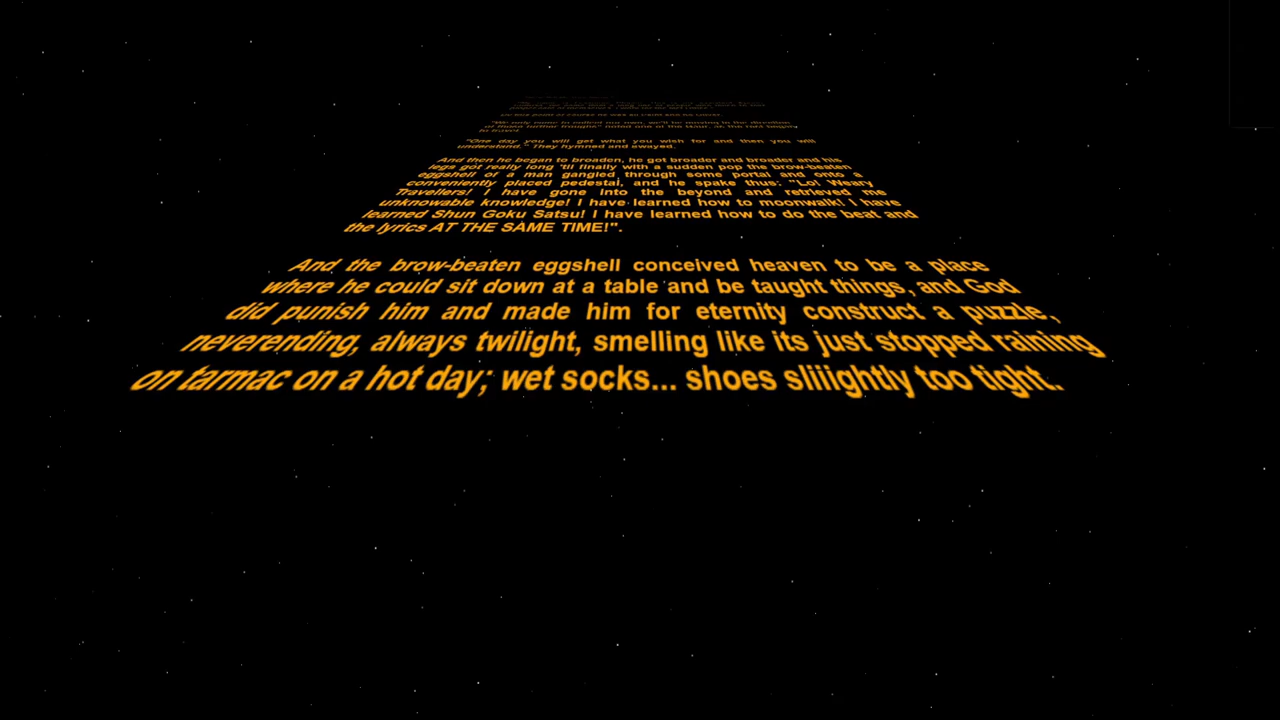 "One day you will get what you wish for and then you will
understand." They hymned and swayed.
And then he began to broaden, he got broader and broader and his
legs got really long 'til finally with a sudden pop the brow-beaten
eggshell of a man gangled through some portal and onto a
conveniently placed pedestal, and he spake thus: "Lo! Weary
Travellers! I have gone into the beyond and retrieved me
unknowable knowledge! I have learned how to moonwalk! I have
learned Shun Goku Satsu! I have learned how to do the beat and
the lyrics AT THE SAME TIME!".
And the brow-beaten eggshell conceived heaven to be a place
where he could sit down at a table and be taught things, and God
did punish him and made him for eternity construct a puzzle,
neverending, always twilight, smelling like its just stopped raining
on tarmac on a hot day; wet socks... shoes sliiightly too tight.